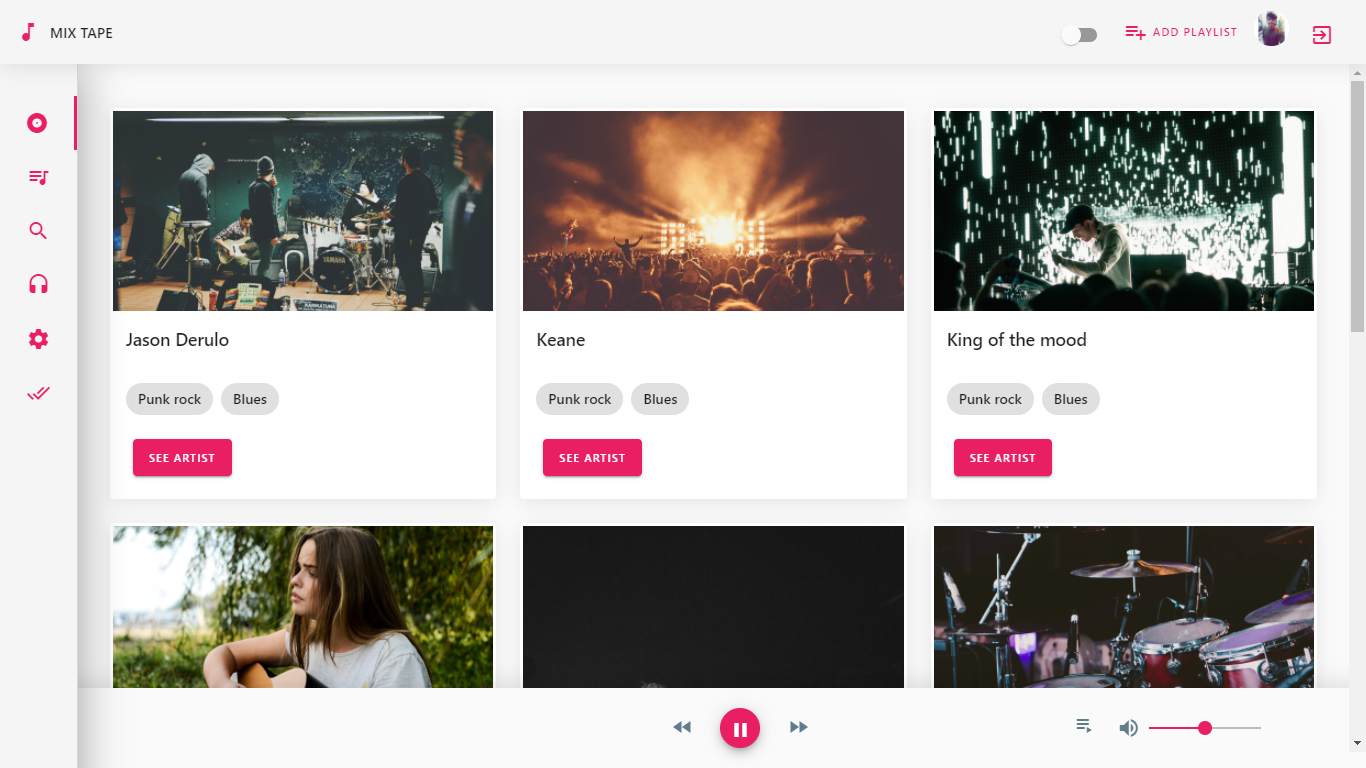 MIX TAPE
ADD PLAYLIST
YAMAHA
Jason Derulo
Keane
King of the mood
Punk rock
Blues
Punk rock
Blues
Punk rock
Blues
SEE ARTIST
SEE ARTIST
SEE ARTIST